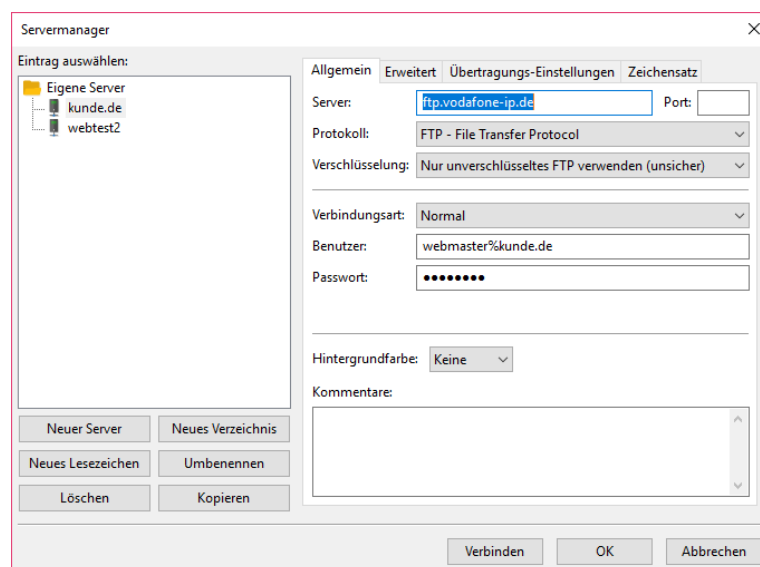 Servermanager
Eintrag auswählen:
Eigene Server
kunde.de
webtest2
Neuer Server
Neues Verzeichnis
Neues Lesezeichen
Umbenennen
Löschen
Kopieren
Allgemein
Erweitert
Übertragungs-Einstellungen
Zeichensatz
Server:
ftp.vodafone-ip.de
Port:
Protokoll:
FTP - File Transfer Protocol
Verschlüsselung:
Nur unverschlüsseltes FTP verwenden (unsicher)
Verbindungsart:
Normal
Benutzer:
webmaster%kunde.de
Passwort:
●●●●●●●●
Hintergrundfarbe:
Keine
Kommentare:
Verbinden
OK
Abbrechen